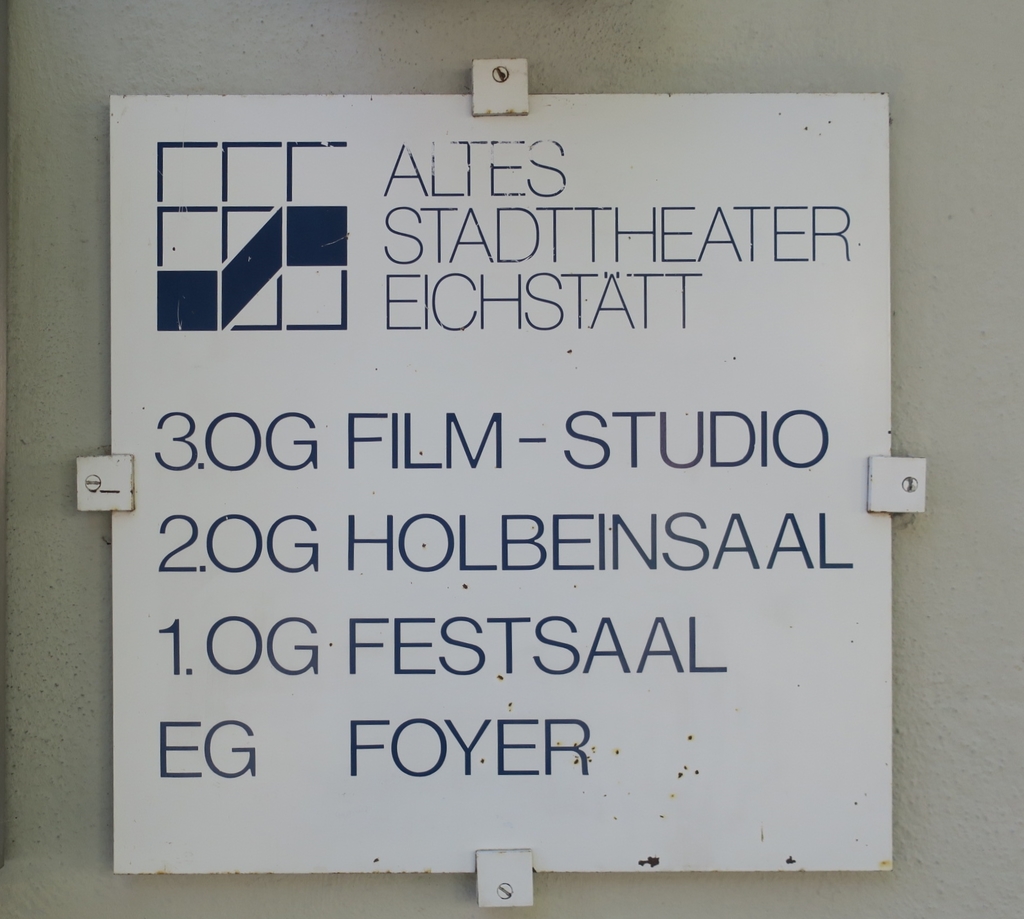 ALTES
STADTTHEATER
EICHSTÄTT
3.OG FILM - STUDIO
2.OG HOLBEINSAAL
1.OG FESTSAAL
EG FOYER